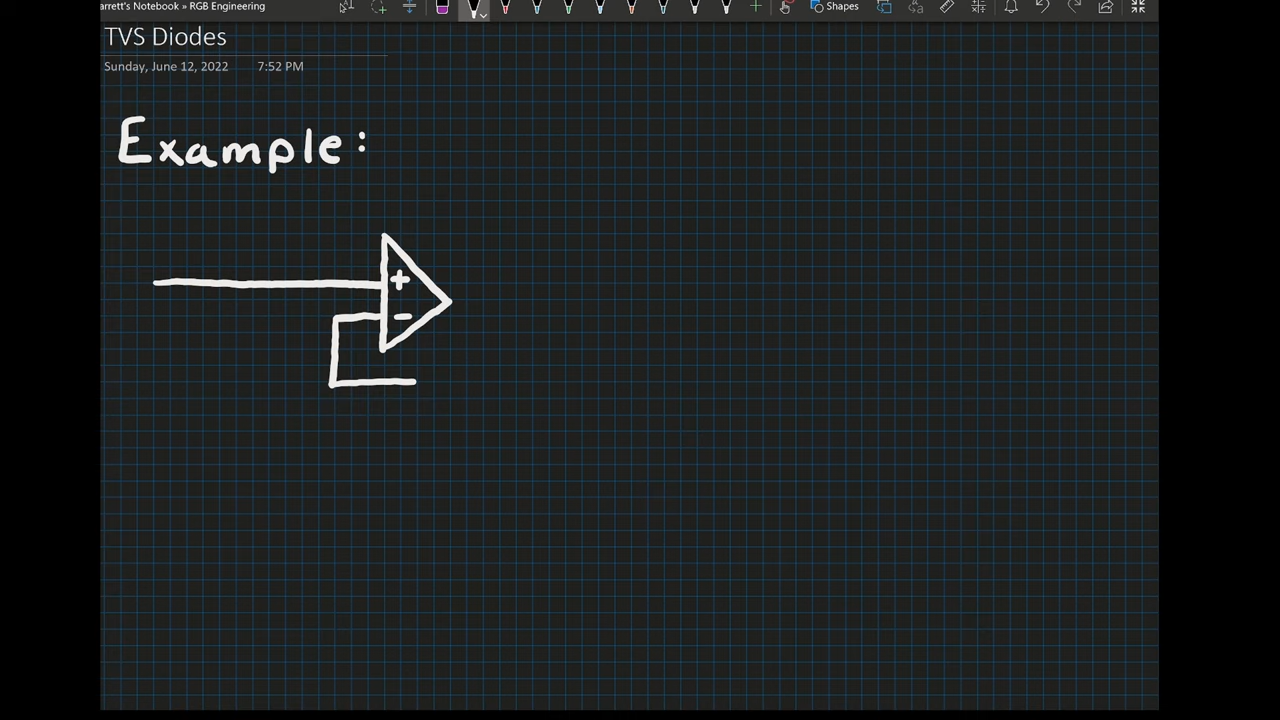 arrett's Notebook » RGB Engineering
Shapes
TVS Diodes
Sunday, June 12, 2022 7:52 PM
Example:
+
-